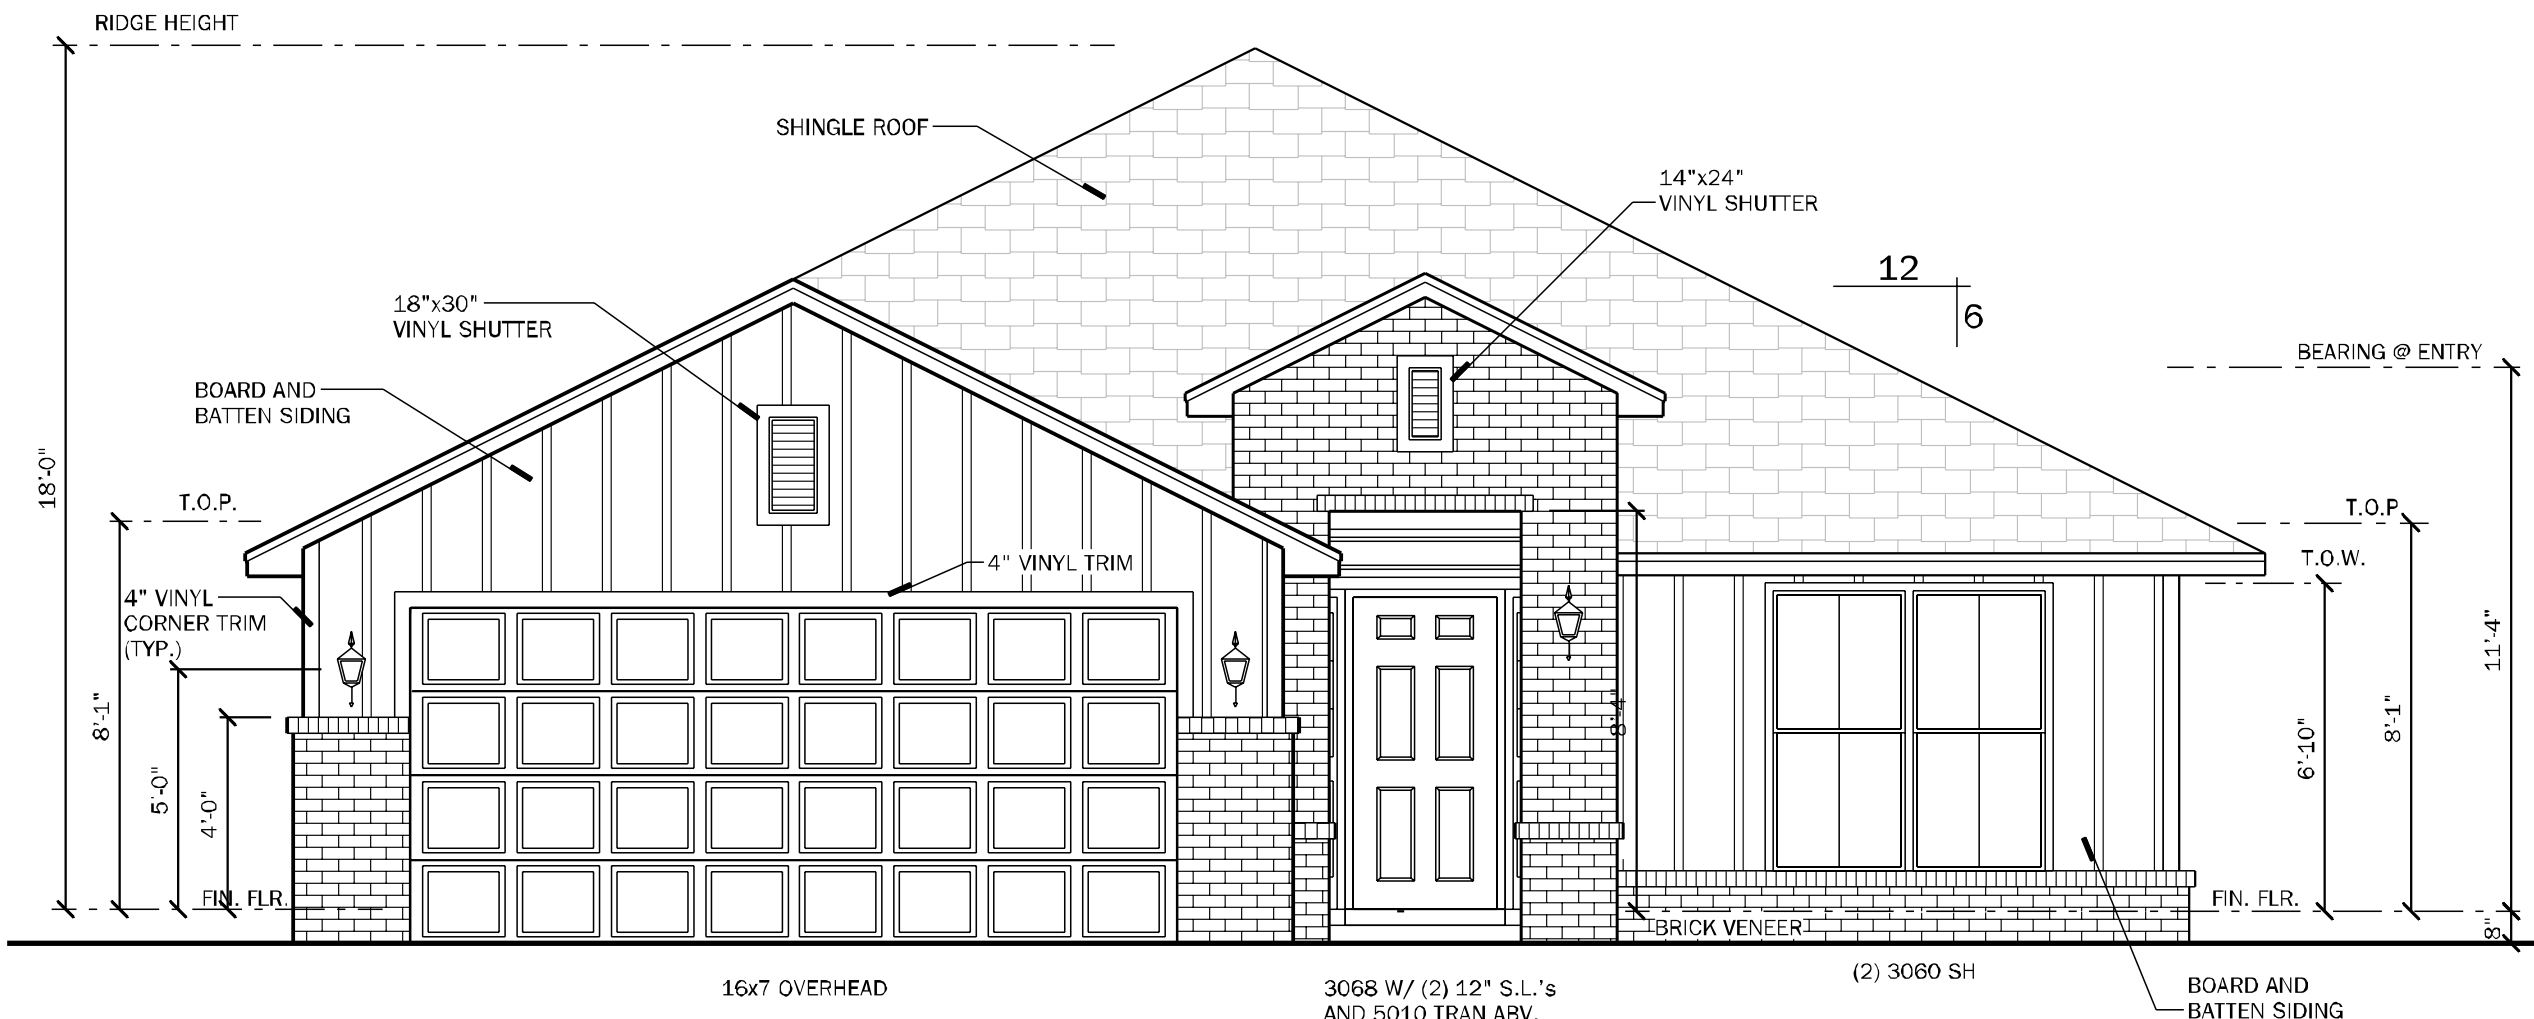 RIDGE HEIGHT
SHINGLE ROOF
14"x24"
VINYL SHUTTER
12
6
18"x30"
VINYL SHUTTER
BEARING @ ENTRY
BOARD AND
BATTEN SIDING
18'-0"
T.O.P.
T.O.P.
T.O.W.
4" VINYL TRIM
4" VINYL
CORNER TRIM
(TYP.)
11'-4"
8'-1"
8'-4"
8'-1"
6'-10"
5'-0"
4'-0"
FIN. FLR.
FIN. FLR.
BRICK VENEER
8"
(2) 3060 SH
16x7 OVERHEAD
3068 W/ (2) 12" S.L.'s
AND 5010 TRAN ABV.
BOARD AND
BATTEN SIDING